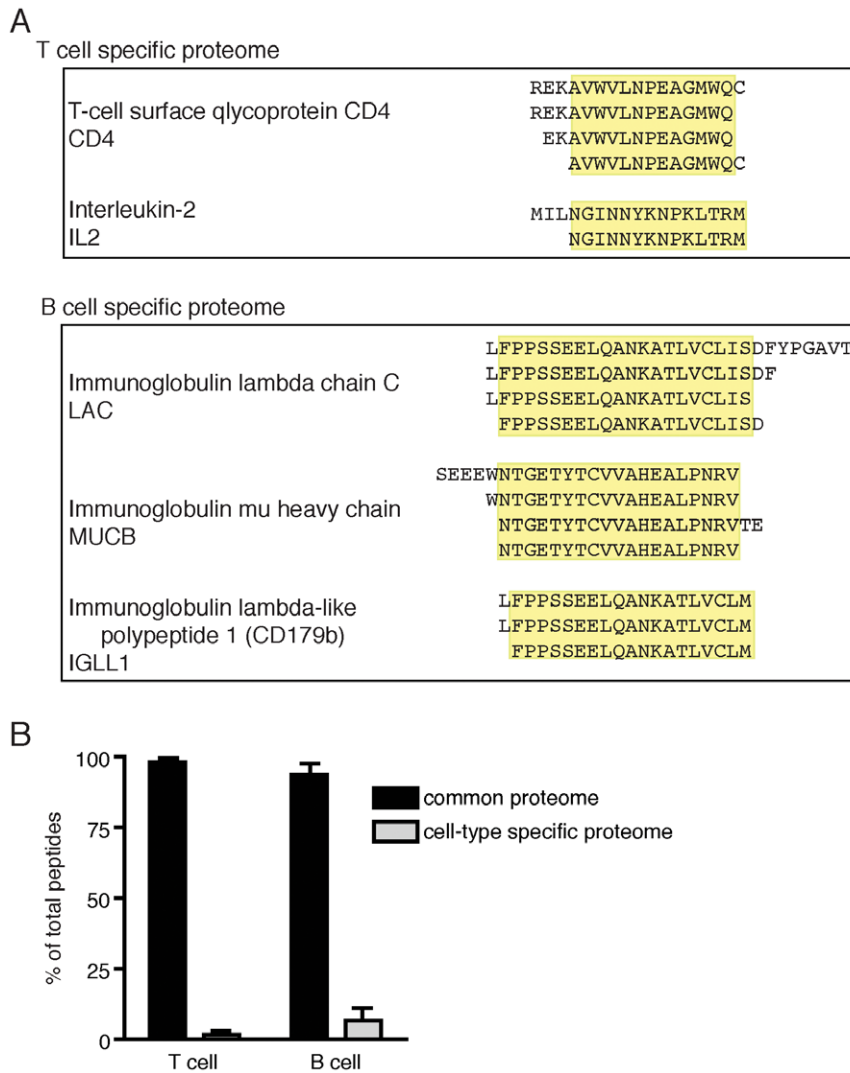 A
T cell specific proteome
T-cell surface qlycoprotein CD4
CD4
REKAVWVLNPEAGMWQC
REKAVWVLNPEAGMWQ
EKAVWVLNPEAGMWQ
AVWVLNPEAGMWQC
Interleukin-2
IL2
MILNGINNYKNPKLTRM
NGINNYKNPKLTRM
B cell specific proteome
Immunoglobulin lambda chain C
LAC
LFPPSSEELQANKATLVCLISDFYPGAVT
LFPPSSEELQANKATLVCLISDF
LFPPSSEELQANKATLVCLIS
FPPSSEELQANKATLVCLISD
Immunoglobulin mu heavy chain
MUCB
SEEEWNTGETYTCVVAHEALPNRV
WNTGETYTCVVAHEALPNRV
NTGETYTCVVAHEALPNRVTE
NTGETYTCVVAHEALPNRV
Immunoglobulin lambda-like
polypeptide 1 (CD179b)
IGLL1
LFPPSSEELQANKATLVCLM
LFPPSSEELQANKATLVCLM
FPPSSEELQANKATLVCLM
B
% of total peptides
100
75
50
25
0
T cell
B cell
common proteome
cell-type specific proteome